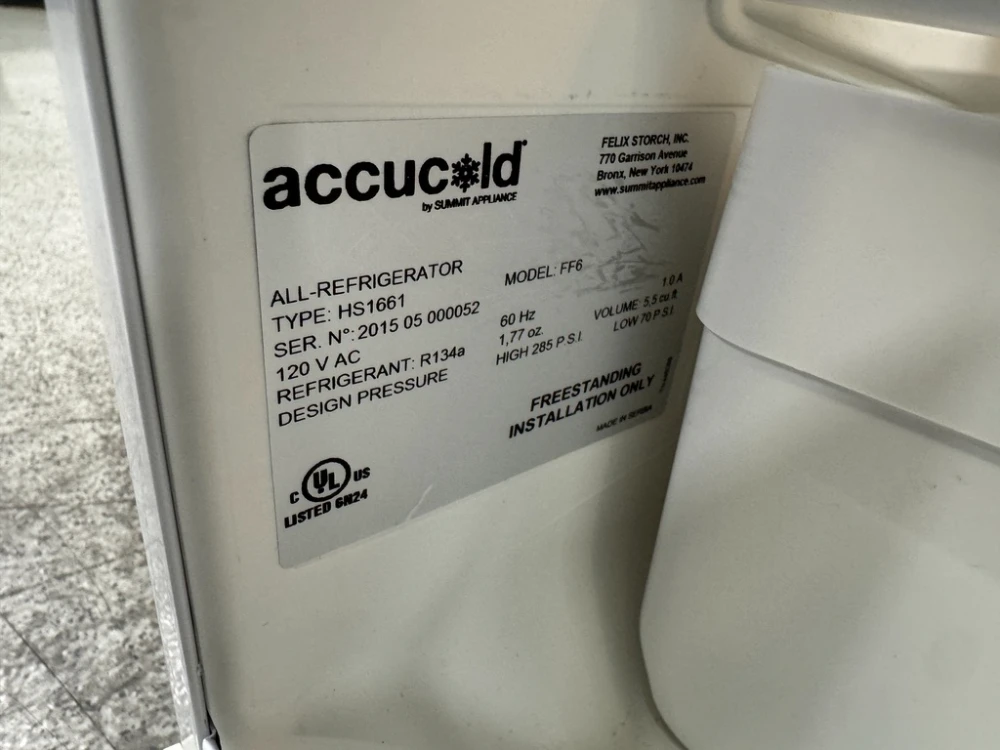 accucold
by SUMMIT APPLIANCE
FELIX STORCH, INC.
770 Garrison Avenue
Bronx, New York 10474
www.summitappliance.com
ALL-REFRIGERATOR
TYPE: HS1661 MODEL: FF6
SER. N°: 2015 05 000052
120 V AC 60 Hz 1.0 A
REFRIGERANT: R134a 1,77 oz. VOLUME: 5,5 cu ft
DESIGN PRESSURE HIGH 285 P.S.I. LOW 70 P.S.I.
FREESTANDING
INSTALLATION ONLY
MADE IN SERBIA
C UL US
LISTED 6N24